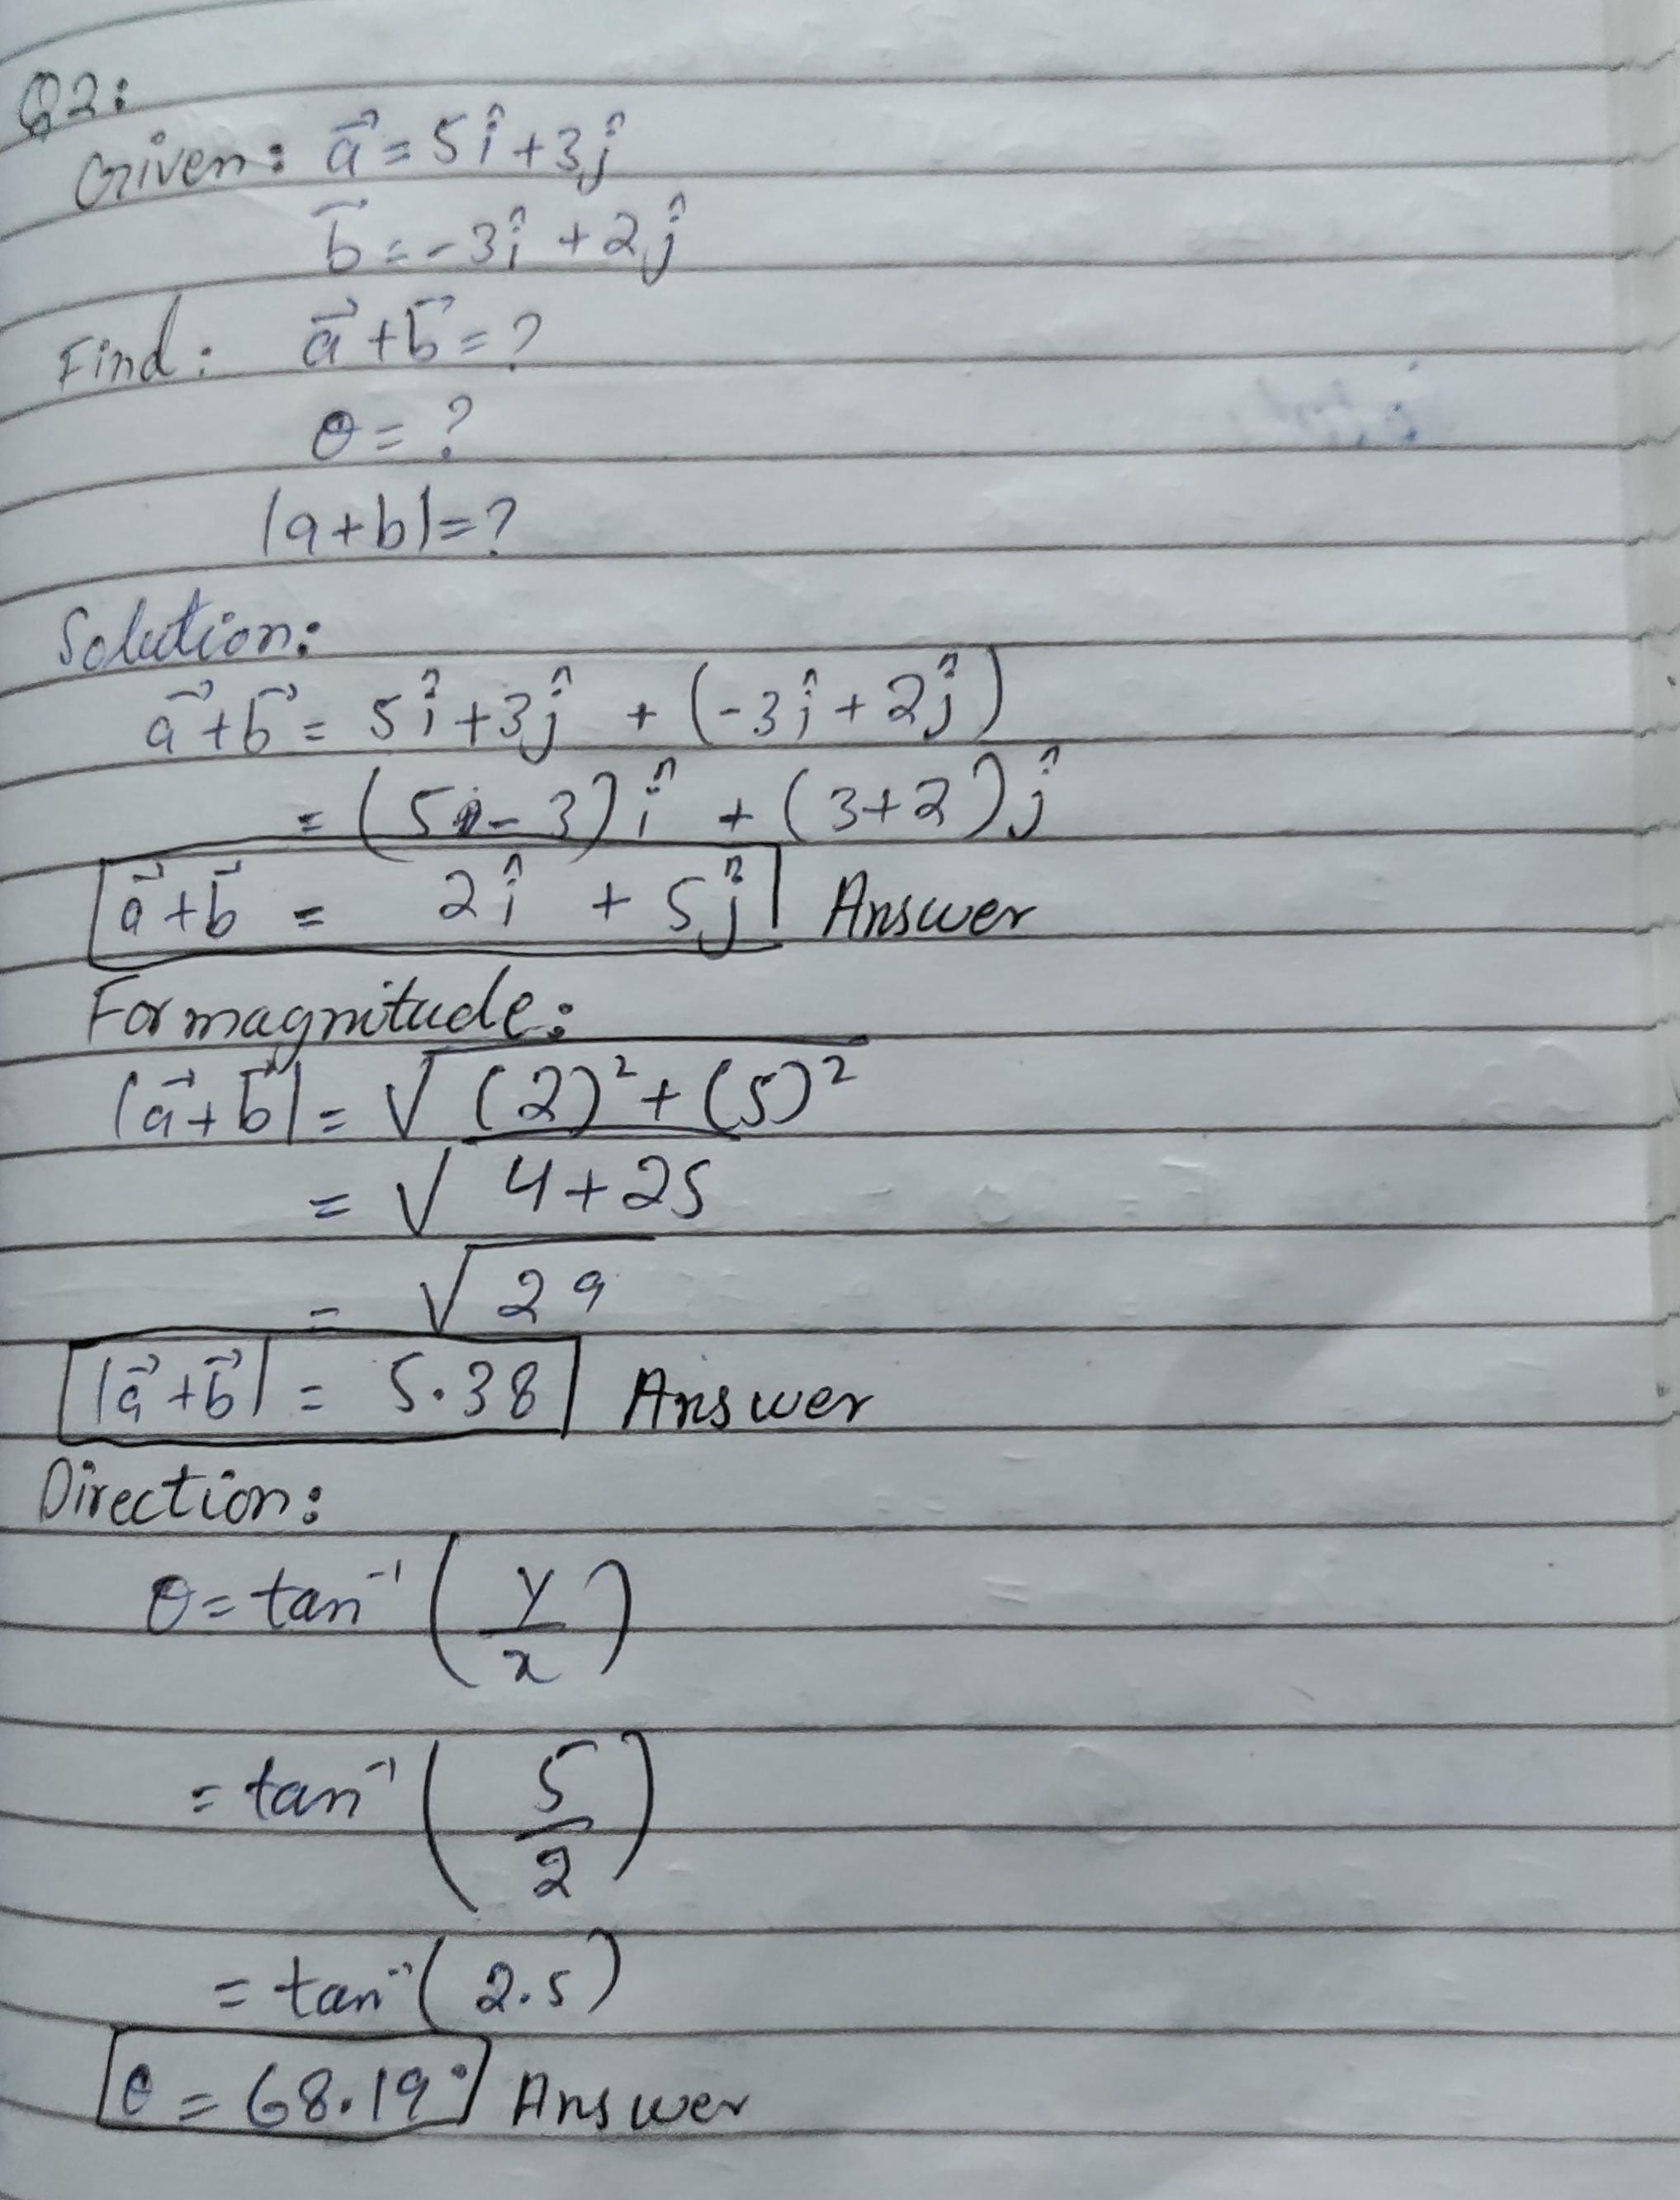 Q2:
Given: a⃗ = 5î + 3ĵ
b⃗ = -3î + 2ĵ
Find: a⃗ + b⃗ = ?
θ = ?
|a+b| = ?
Solution:
a⃗ + b⃗ = 5î + 3ĵ + (-3î + 2ĵ)
= (5 - 3)î + (3+2)ĵ
a⃗ + b⃗ = 2î + 5ĵ Answer
For magnitude:
|a⃗ + b⃗| = √(2)² + (5)²
= √4+25
= √29
|a⃗ + b⃗| = 5.38 Answer
Direction:
θ = tan⁻¹ (y/x)
= tan⁻¹ (5/2)
= tan⁻¹ (2.5)
θ = 68.19° Answer